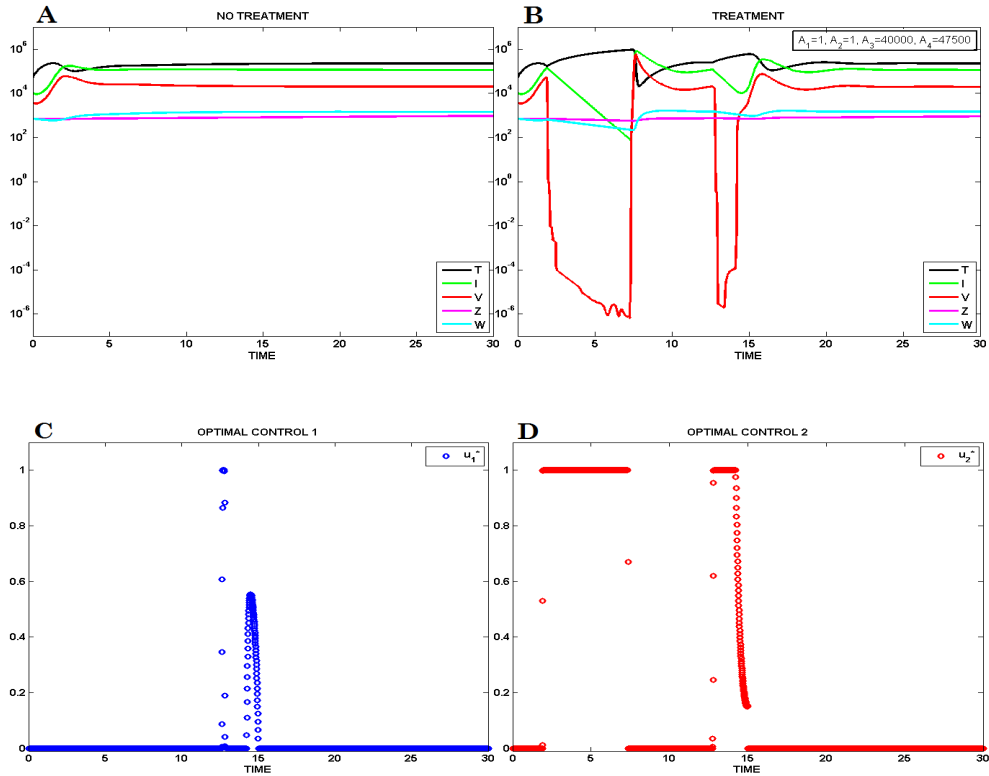 A
NO TREATMENT
10^6
10^4
10^2
10^0
10^-2
10^-4
10^-6
T
I
V
Z
W
0 5 10 15 20 25 30
TIME
B
TREATMENT
A_1=1, A_2=1, A_3=40000, A_4=47500
10^6
10^4
10^2
10^0
10^-2
10^-4
10^-6
T
I
V
Z
W
0 5 10 15 20 25 30
TIME
C
OPTIMAL CONTROL 1
u_1*
1
0.8
0.6
0.4
0.2
0
0 5 10 15 20 25 30
TIME
D
OPTIMAL CONTROL 2
u_2*
1
0.8
0.6
0.4
0.2
0
0 5 10 15 20 25 30
TIME